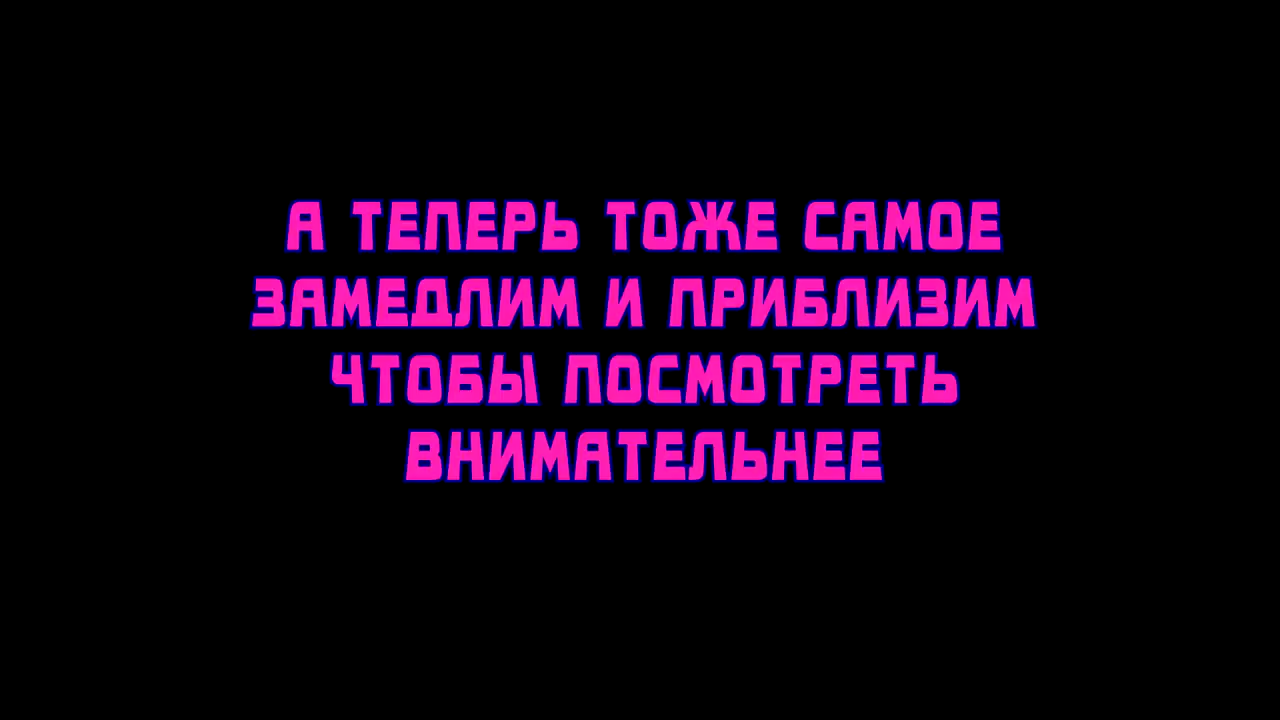 А ТЕПЕРЬ ТОЖЕ САМОЕ
ЗАМЕДЛИМ И ПРИБЛИЗИМ
ЧТОБЫ ПОСМОТРЕТЬ
ВНИМАТЕЛЬНЕЕ